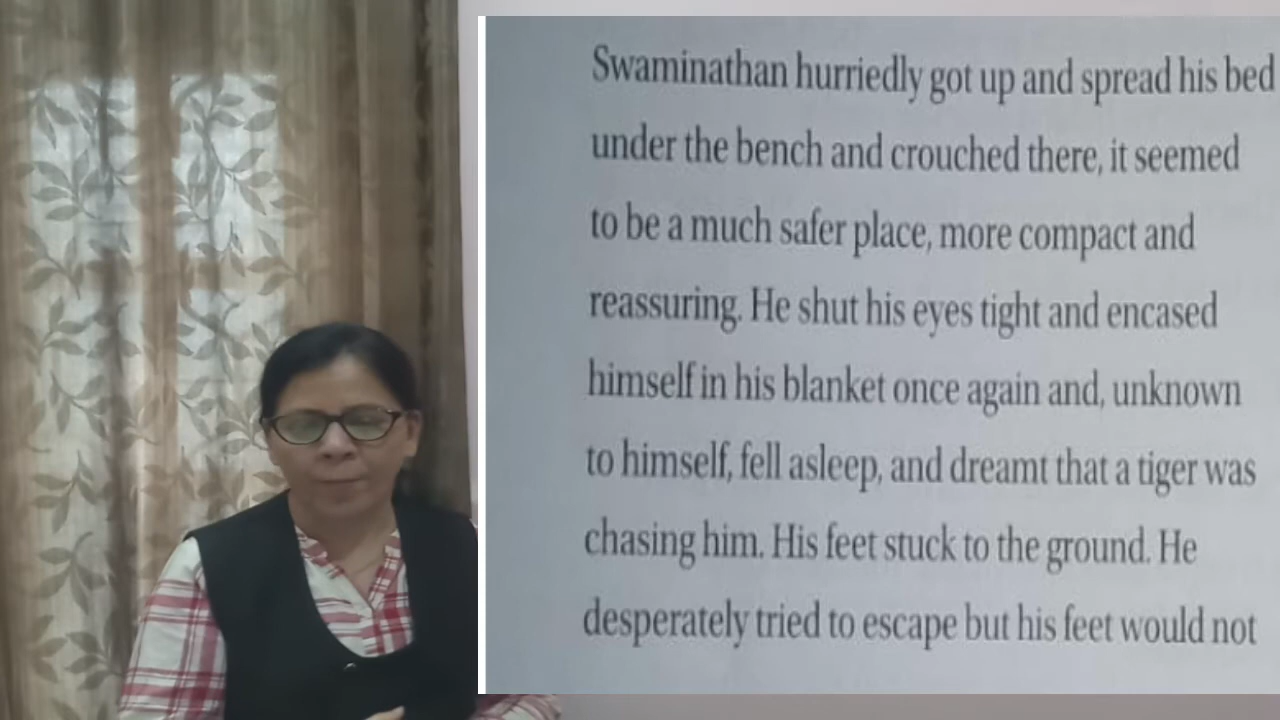 Swaminathan hurriedly got up and spread his bed
under the bench and crouched there, it seemed
to be a much safer place, more compact and
reassuring. He shut his eyes tight and encased
himself in his blanket once again and, unknown
to himself, fell asleep, and dreamt that a tiger was
chasing him. His feet stuck to the ground. He
desperately tried to escape but his feet would not